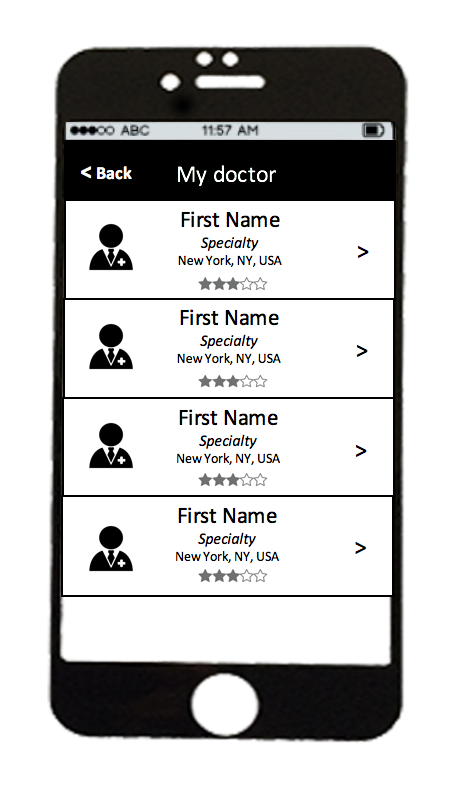 ABC 11:57 AM
< Back My doctor
First Name
Specialty
New York, NY, USA
>
First Name
Specialty
New York, NY, USA
>
First Name
Specialty
New York, NY, USA
>
First Name
Specialty
New York, NY, USA
>